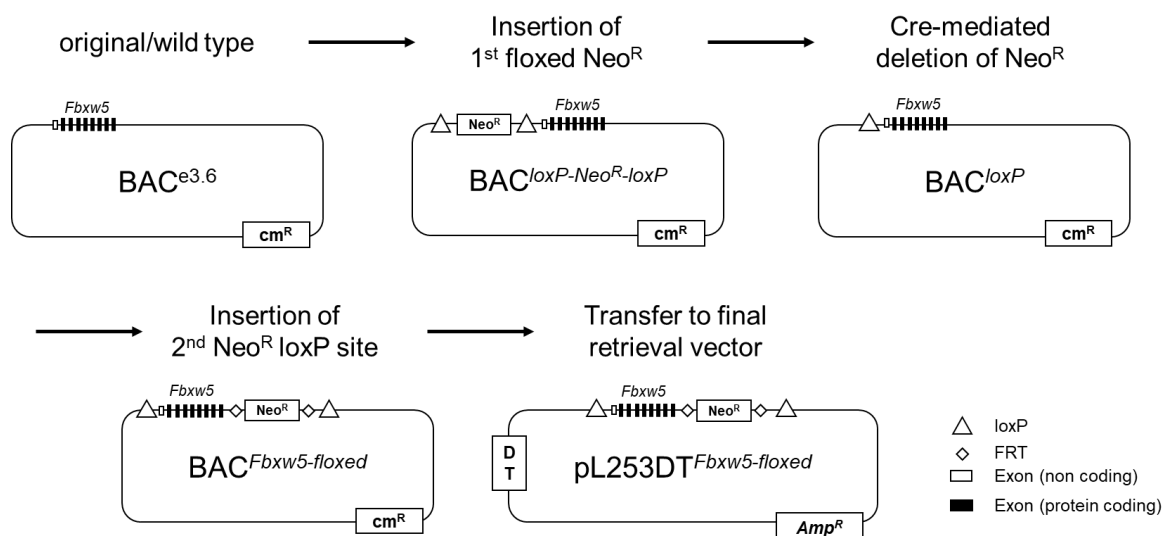 original/wild type
Insertion of
1st floxed NeoR
Cre-mediated
deletion of NeoR
Fbxw5
BACe3.6
cmR
NeoR
Fbxw5
BACloxP-NeoR-loxP
cmR
Fbxw5
BACloxP
cmR
Insertion of
2nd NeoR loxP site
Transfer to final
retrieval vector
Fbxw5
NeoR
BACFbxw5-floxed
cmR
Fbxw5
NeoR
D
T
pL253DTFbxw5-floxed
AmpR
loxP
FRT
Exon (non coding)
Exon (protein coding)